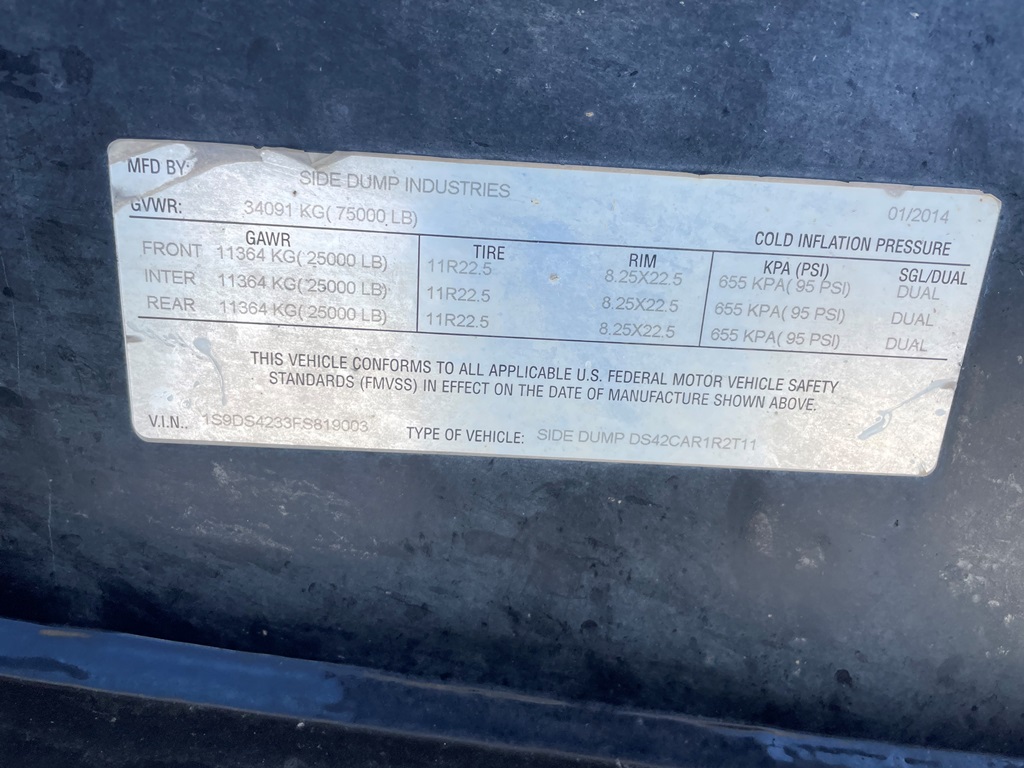 MFD BY: SIDE DUMP INDUSTRIES 01/2014
GVWR: 34091 KG( 75000 LB)
COLD INFLATION PRESSURE
GAWR TIRE RIM KPA (PSI) SGL/DUAL
FRONT 11364 KG( 25000 LB) 11R22.5 8.25X22.5 655 KPA( 95 PSI) DUAL
INTER 11364 KG( 25000 LB) 11R22.5 8.25X22.5 655 KPA( 95 PSI) DUAL
REAR 11364 KG( 25000 LB) 11R22.5 8.25X22.5 655 KPA( 95 PSI) DUAL
THIS VEHICLE CONFORMS TO ALL APPLICABLE U.S. FEDERAL MOTOR VEHICLE SAFETY
STANDARDS (FMVSS) IN EFFECT ON THE DATE OF MANUFACTURE SHOWN ABOVE.
V.I.N.. 1S9DS4233FS819003 TYPE OF VEHICLE: SIDE DUMP DS42CAR1R2T11